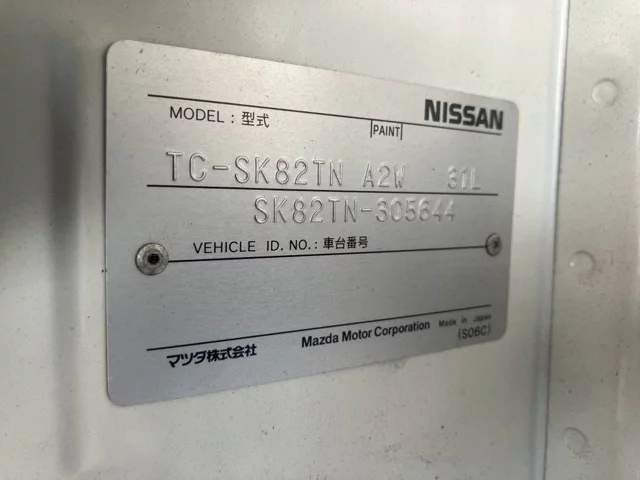 NISSAN
MODEL : 型式 PAINT
TC-SK82TN A2W 31L
SK82TN-305644
VEHICLE ID. NO. : 車台番号
マツダ株式会社 Mazda Motor Corporation Made in Japan
(S06C)